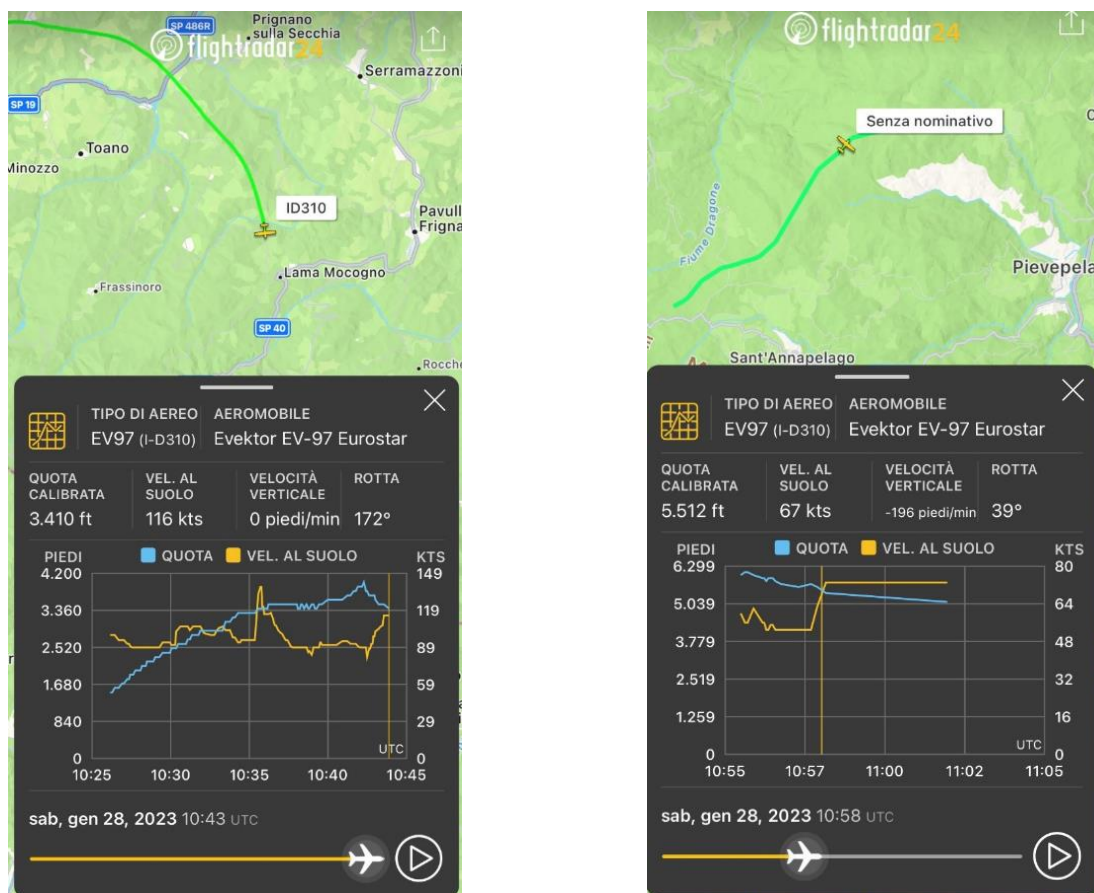 SP 486R
Prignano
sulla Secchia
flightradar24
Serramazzoni
SP 19
Toano
Minozzo
ID310
Pavull
Frigna
Lama Mocogno
Frassinoro
SP 40
Rocche
TIPO DI AEREO
AEROMOBILE
EV97 (I-D310)
Evektor EV-97 Eurostar
QUOTA CALIBRATA
VEL. AL SUOLO
VELOCITÀ VERTICALE
ROTTA
3.410 ft
116 kts
0 piedi/min
172°
PIEDI
QUOTA
VEL. AL SUOLO
KTS
4.200
149
3.360
119
2.520
89
1.680
59
840
29
UTC
0
0
10:25
10:30
10:35
10:40
10:45
sab, gen 28, 2023 10:43 UTC
flightradar24
Senza nominativo
Fiume Dragone
Pievepela
Sant'Annapelago
TIPO DI AEREO
AEROMOBILE
EV97 (I-D310)
Evektor EV-97 Eurostar
QUOTA CALIBRATA
VEL. AL SUOLO
VELOCITÀ VERTICALE
ROTTA
5.512 ft
67 kts
-196 piedi/min
39°
PIEDI
QUOTA
VEL. AL SUOLO
KTS
6.299
80
5.039
64
3.779
48
2.519
32
1.259
16
UTC
0
0
10:55
10:57
11:00
11:02
11:05
sab, gen 28, 2023 10:58 UTC